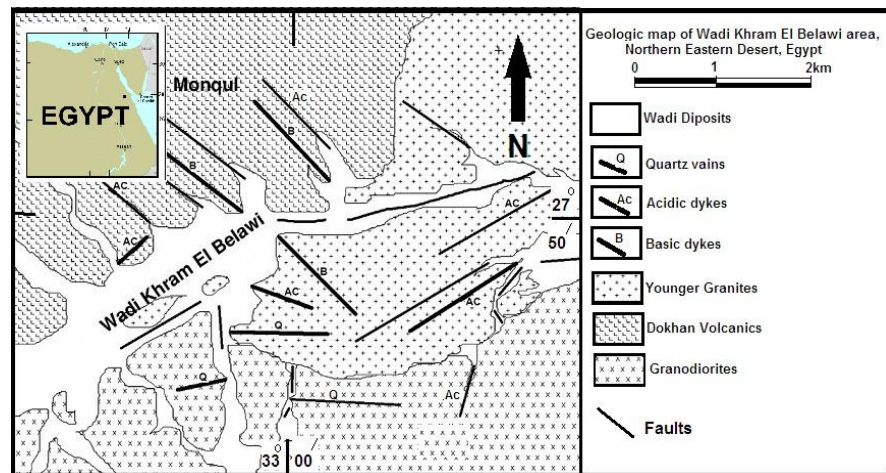 Geologic map of Wadi Khram El Belawi area,
Northern Eastern Desert, Egypt
0 1 2km
EGYPT
Monqul
Ac
B
B
N
AC
27°
50/
AC
Wadi Khram El Belawi
B
AC
AC
Q
Q
Q
Ac
33° 00/
Wadi Diposits
Q
Quartz vains
Ac
Acidic dykes
B
Basic dykes
Younger Granites
Dokhan Volcanics
Granodiorites
Faults